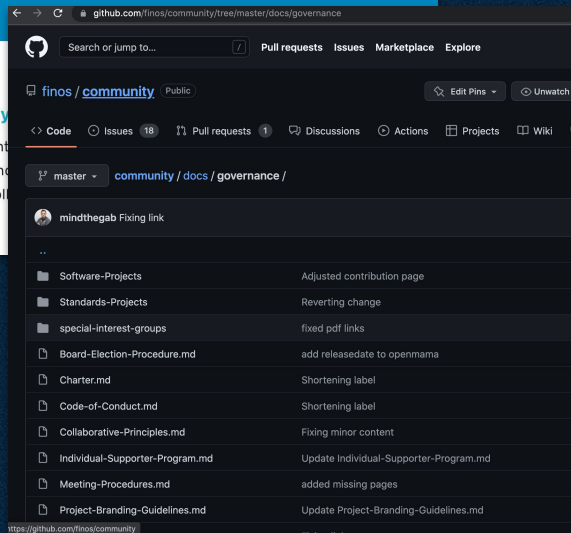 github.com/finos/community/tree/master/docs/governance
Search or jump to... /
Pull requests Issues Marketplace Explore
finos / community Public
Edit Pins Unwatch
Code Issues 18 Pull requests 1 Discussions Actions Projects Wiki
master community / docs / governance /
mindthegab Fixing link
..
Software-Projects Adjusted contribution page
Standards-Projects Reverting change
special-interest-groups fixed pdf links
Board-Election-Procedure.md add releasedate to openmama
Charter.md Shortening label
Code-of-Conduct.md Shortening label
Collaborative-Principles.md Fixing minor content
Individual-Supporter-Program.md Update Individual-Supporter-Program.md
Meeting-Procedures.md added missing pages
Project-Branding-Guidelines.md Update Project-Branding-Guidelines.md
https://github.com/finos/community